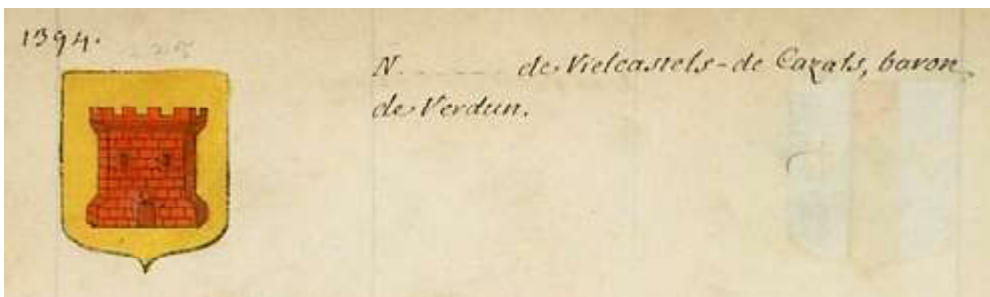 1394.
N........ de Vielcastels-de Cazals, baron
de Verdun.